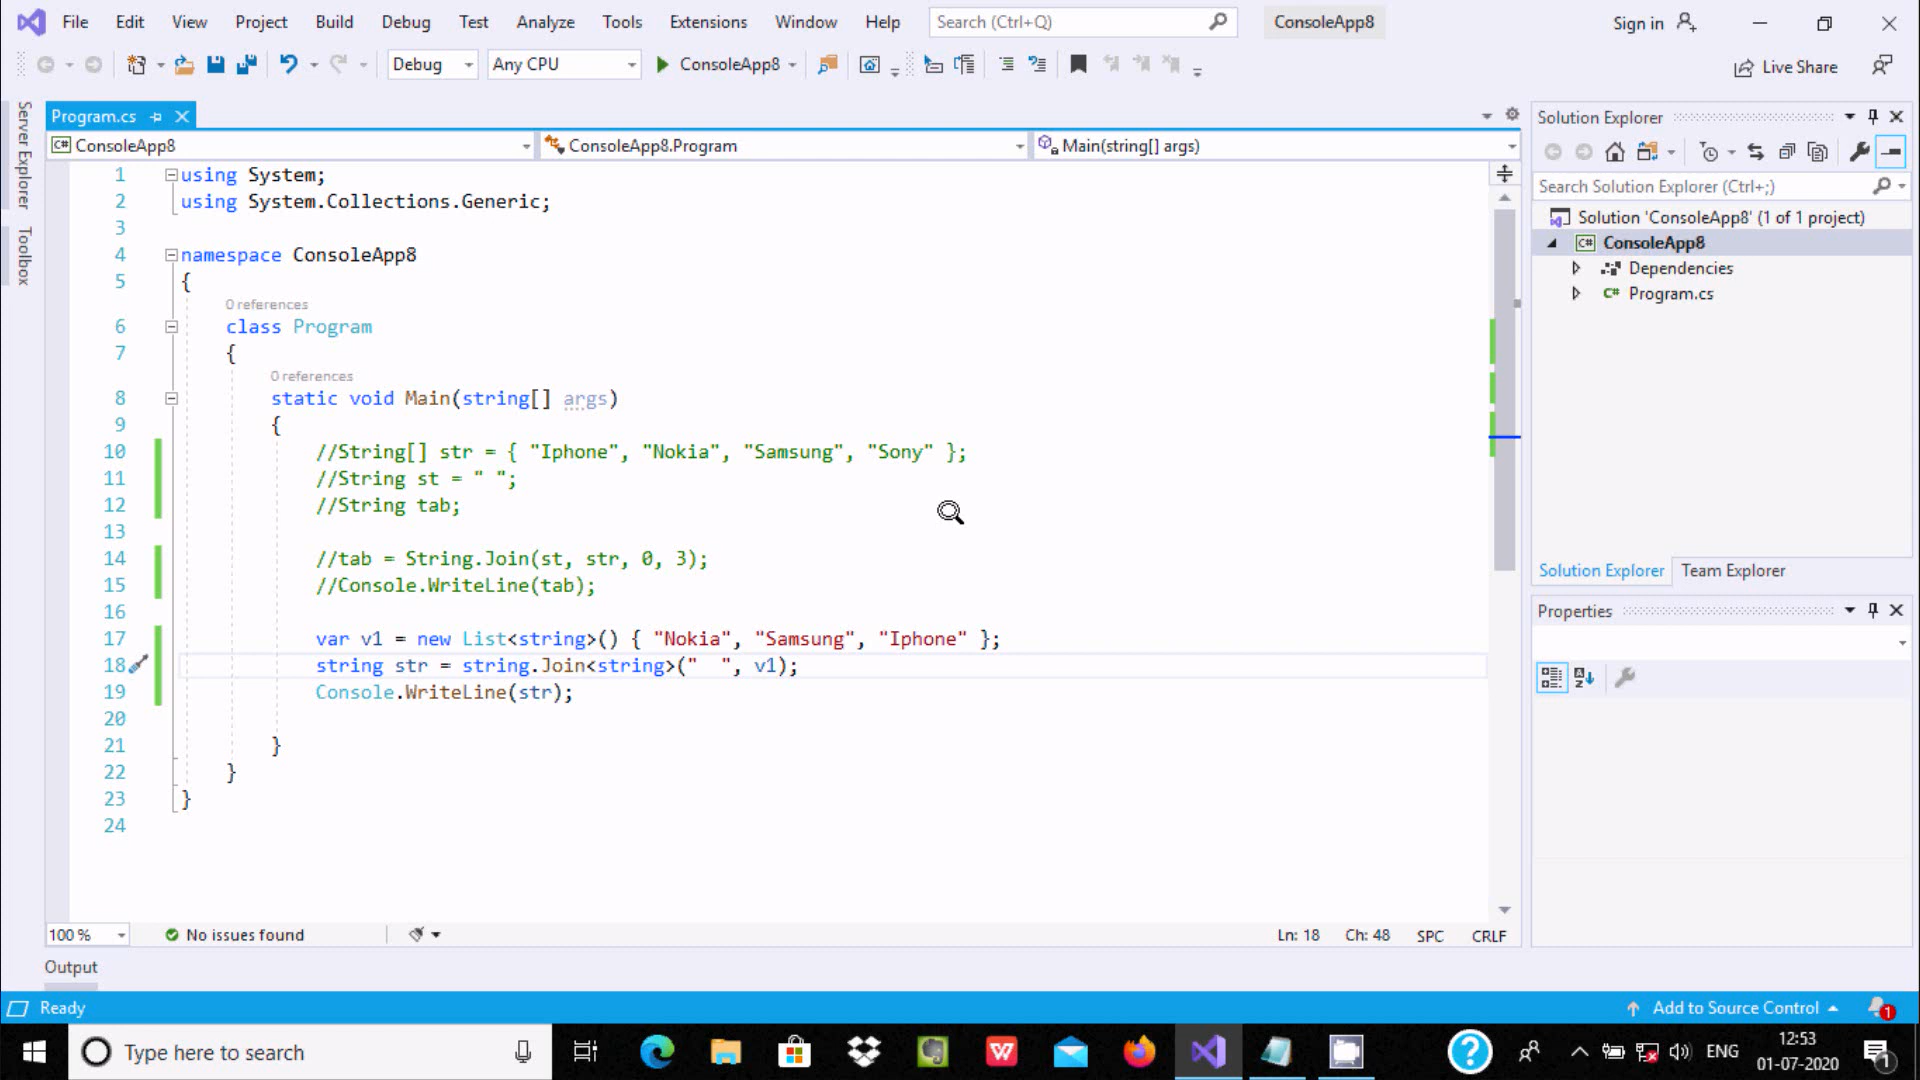 File Edit View Project Build Debug Test Analyze Tools Extensions Window Help Search (Ctrl+Q) ConsoleApp8 Sign in
Debug Any CPU ConsoleApp8 Live Share
Server Explorer
Toolbox
Program.cs
ConsoleApp8 ConsoleApp8.Program Main(string[] args)
1 using System;
2 using System.Collections.Generic;
3
4 namespace ConsoleApp8
5 {
0 references
6 class Program
7 {
0 references
8 static void Main(string[] args)
9 {
10 //String[] str = { "Iphone", "Nokia", "Samsung", "Sony" };
11 //String st = " ";
12 //String tab;
13
14 //tab = String.Join(st, str, 0, 3);
15 //Console.WriteLine(tab);
16
17 var v1 = new List<string>() { "Nokia", "Samsung", "Iphone" };
18 string str = string.Join<string>("  ", v1);
19 Console.WriteLine(str);
20
21 }
22 }
23 }
24
100 % No issues found Ln: 18 Ch: 48 SPC CRLF
Output
Solution Explorer
Search Solution Explorer (Ctrl+;)
Solution 'ConsoleApp8' (1 of 1 project)
C# ConsoleApp8
Dependencies
C# Program.cs
Solution Explorer Team Explorer
Properties
Ready Add to Source Control 1
Type here to search ENG 12:53
01-07-2020 1